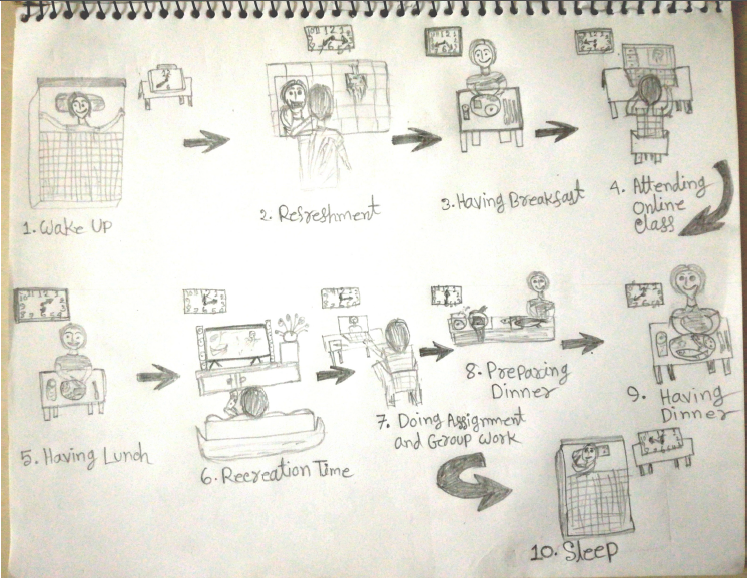 1. Wake Up
2. Refreshment
3. Having Breakfast
4. Attending
Online
Class
5. Having Lunch
6. Recreation Time
7. Doing Assignment
and Group Work
8. Preparing
Dinner
9. Having
Dinner
10. Sleep